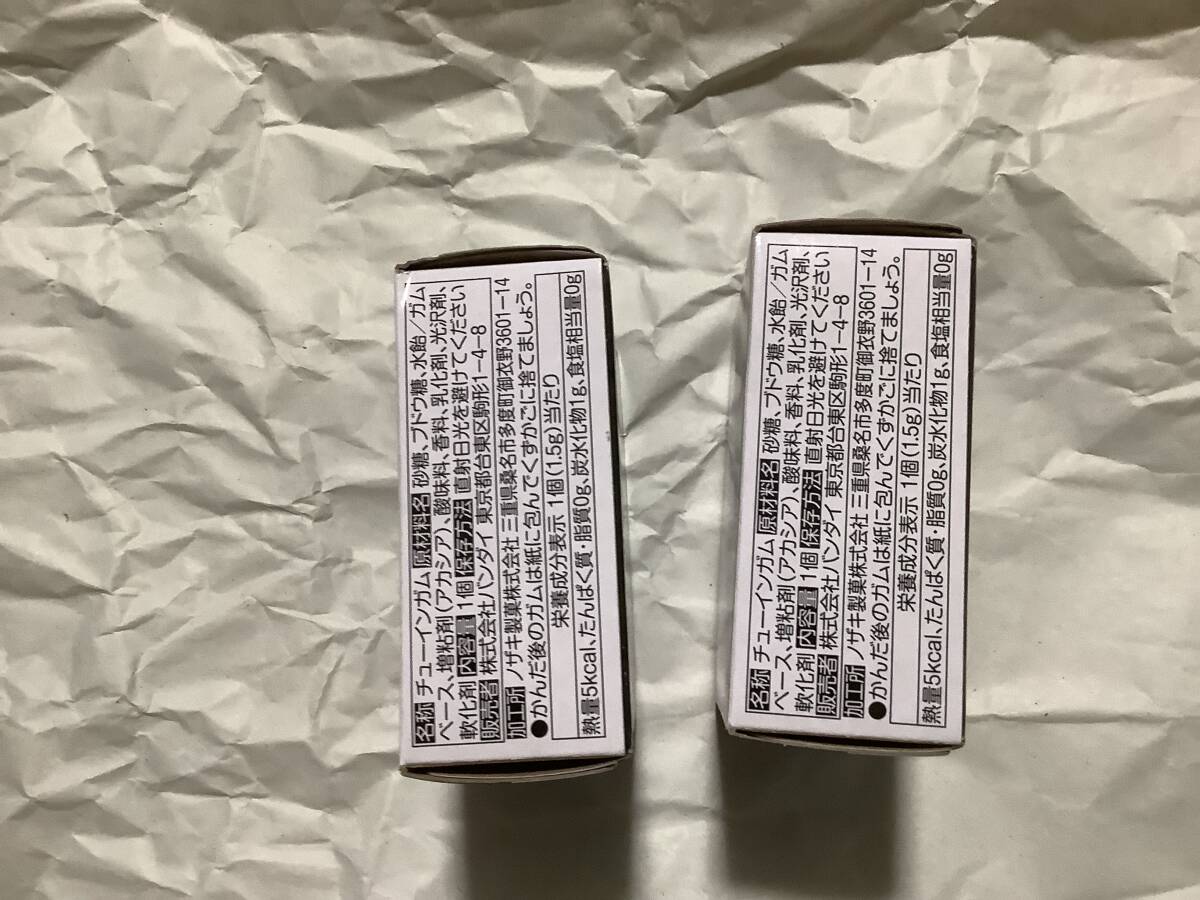 名称 チューインガム 原材料名 砂糖、ブドウ糖、水飴／ガム
ベース、増粘剤（アカシア）、酸味料、香料、乳化剤、光沢剤、
軟化剤 内容量 1個 保存方法 直射日光を避けてください
販売者 株式会社バンダイ 東京都台東区駒形1-4-8
加工所 ノザキ製菓株式会社 三重県桑名市多度町御衣野3601-14
●かんだ後のガムは紙に包んでくずかごに捨てましょう。
栄養成分表示 1個（1.5g）当たり
熱量5kcal、たんぱく質・脂質0g、炭水化物1g、食塩相当量0g
名称 チューインガム 原材料名 砂糖、ブドウ糖、水飴／ガム
ベース、増粘剤（アカシア）、酸味料、香料、乳化剤、光沢剤、
軟化剤 内容量 1個 保存方法 直射日光を避けてください
販売者 株式会社バンダイ 東京都台東区駒形1-4-8
加工所 ノザキ製菓株式会社 三重県桑名市多度町御衣野3601-14
●かんだ後のガムは紙に包んでくずかごに捨てましょう。
栄養成分表示 1個（1.5g）当たり
熱量5kcal、たんぱく質・脂質0g、炭水化物1g、食塩相当量0g